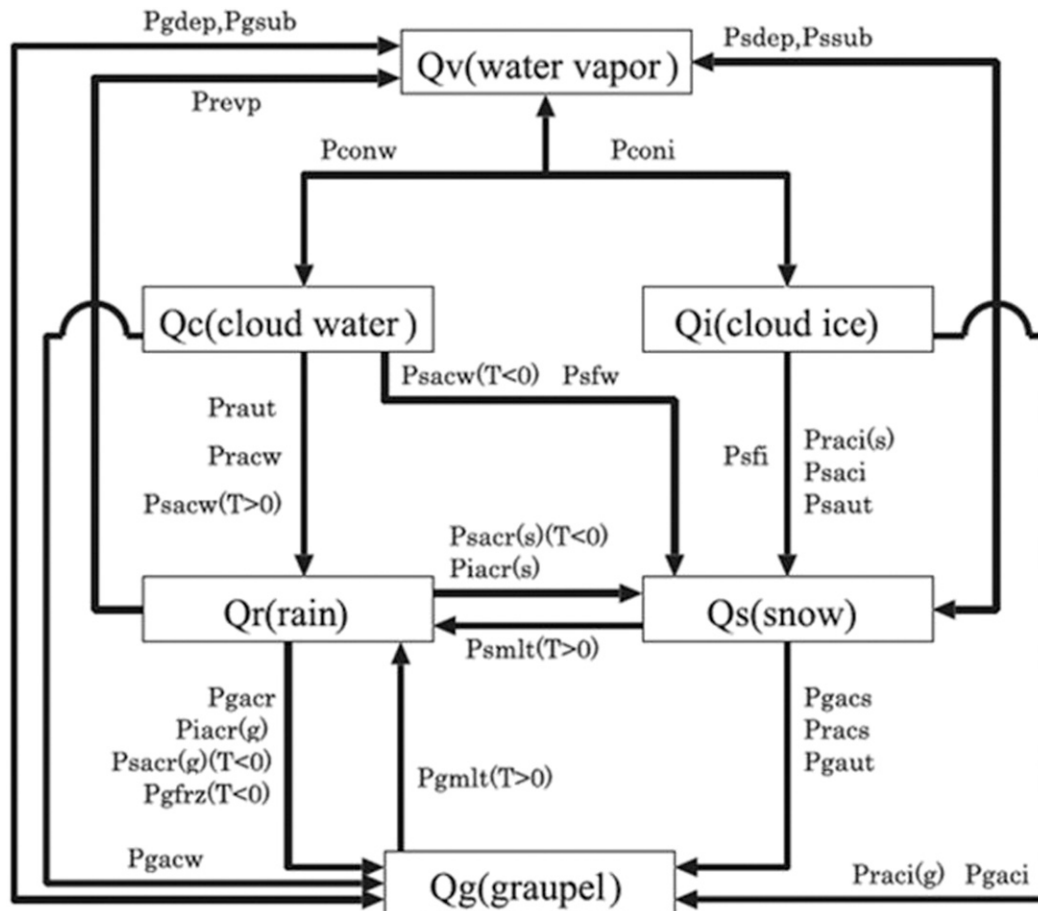 Pgdep,Pgsub
Qv(water vapor)
Psdep,Pssub
Prevp
Pconw
Pconi
Qc(cloud water)
Qi(cloud ice)
Psacw(T<0) Psfw
Praut
Pracw
Psacw(T>0)
Psfi
Praci(s)
Psaci
Psaut
Psacr(s)(T<0)
Piacr(s)
Qr(rain)
Qs(snow)
Psmlt(T>0)
Pgacr
Piacr(g)
Psacr(g)(T<0)
Pgfrz(T<0)
Pgmlt(T>0)
Pgacs
Pracs
Pgaut
Pgacw
Qg(graupel)
Praci(g) Pgaci